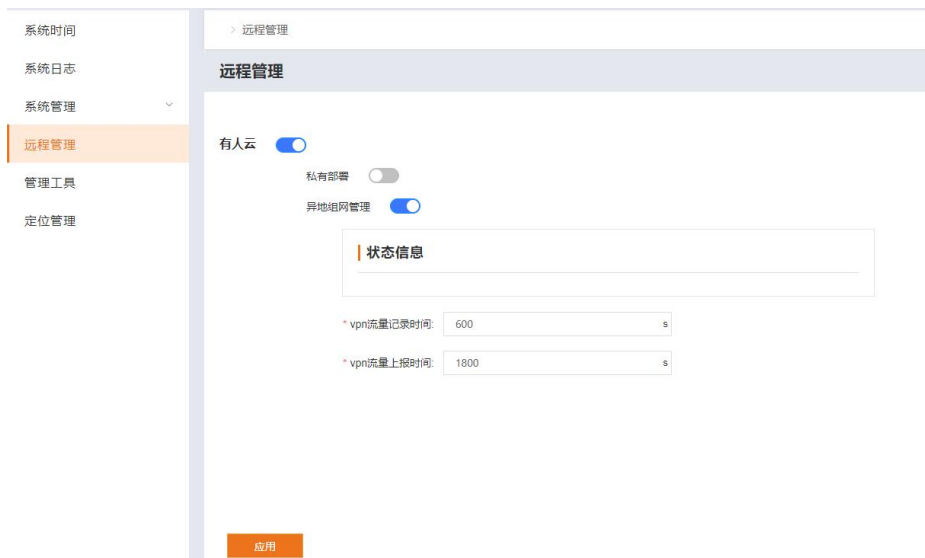 系统时间
系统日志
系统管理
远程管理
管理工具
定位管理
> 远程管理
远程管理
有人云
私有部署
异地组网管理
状态信息
* vpn流量记录时间: 600 s
* vpn流量上报时间: 1800 s
应用